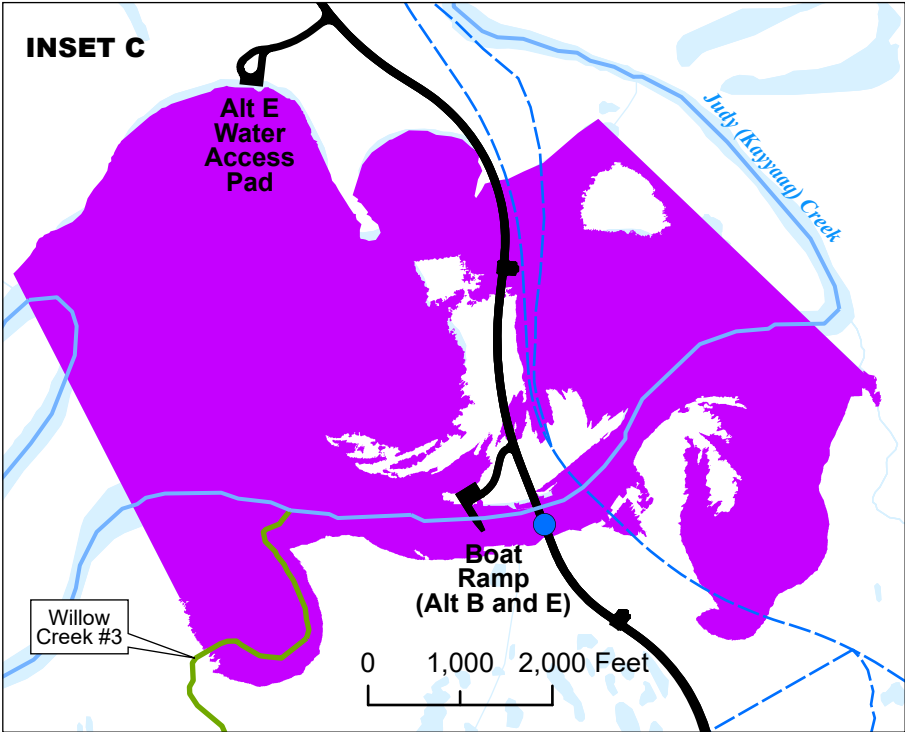 INSET C
Alt E
Water
Access
Pad
Judy (Kayyaaq) Creek
Boat
Ramp
(Alt B and E)
Willow
Creek #3
0 1,000 2,000 Feet